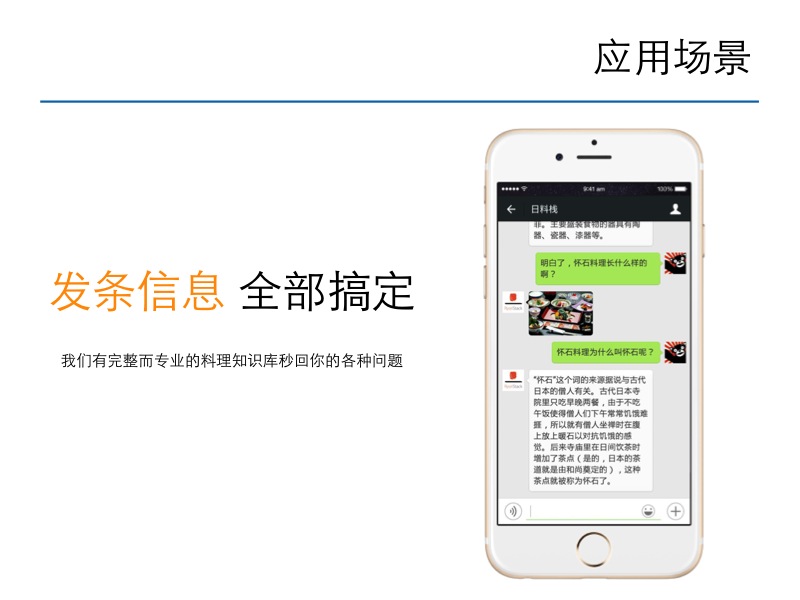 应用场景
发条信息 全部搞定
我们有完整而专业的料理知识库秒回你的各种问题
9:41 am
100%
日料栈
菲。主要盛装食物的器具有陶
器、瓷器、漆器等。
明白了，怀石料理长什么样的
啊？
怀石料理为什么叫怀石呢？
“怀石”这个词的来源据说与古代
日本的僧人有关。古代日本寺
院里只吃早晚两餐，由于不吃
午饭使得僧人们下午常常饥饿难
捱，所以就有僧人坐禅时在腹
上放上暖石以对抗饥饿的感
觉。后来寺庙里在日间饮茶时
增加了茶点（是的，日本的茶
道就是由和尚奠定的），这种
茶点就被称为怀石了。